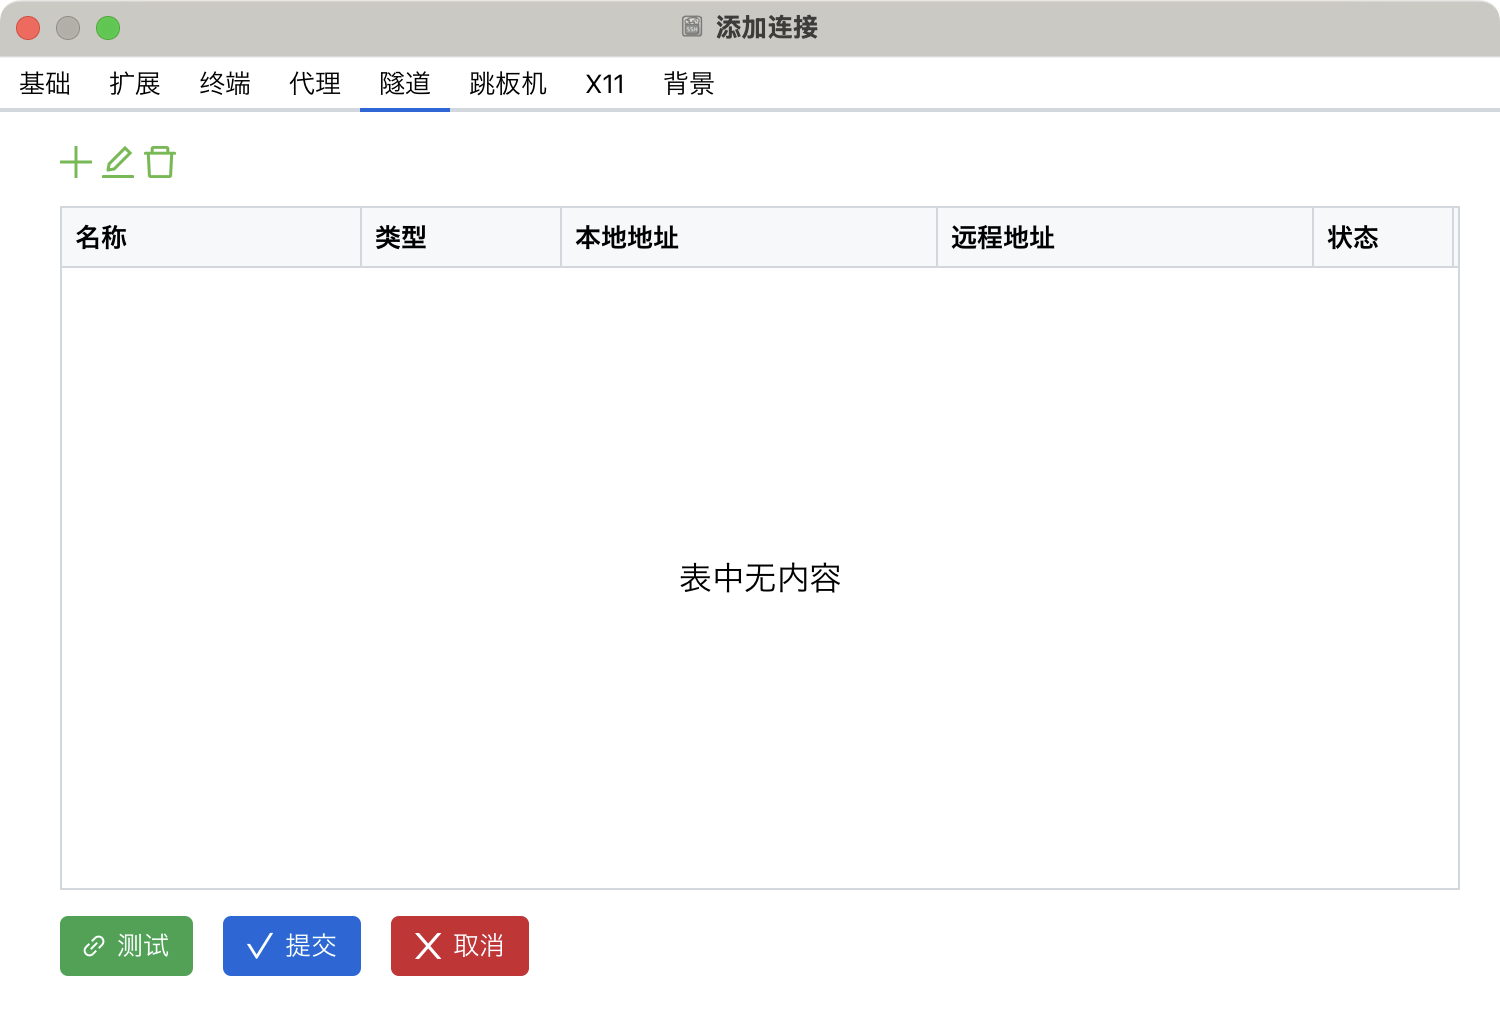 添加连接
基础 扩展 终端 代理 隧道 跳板机 X11 背景
名称 类型 本地地址 远程地址 状态
表中无内容
测试 提交 取消